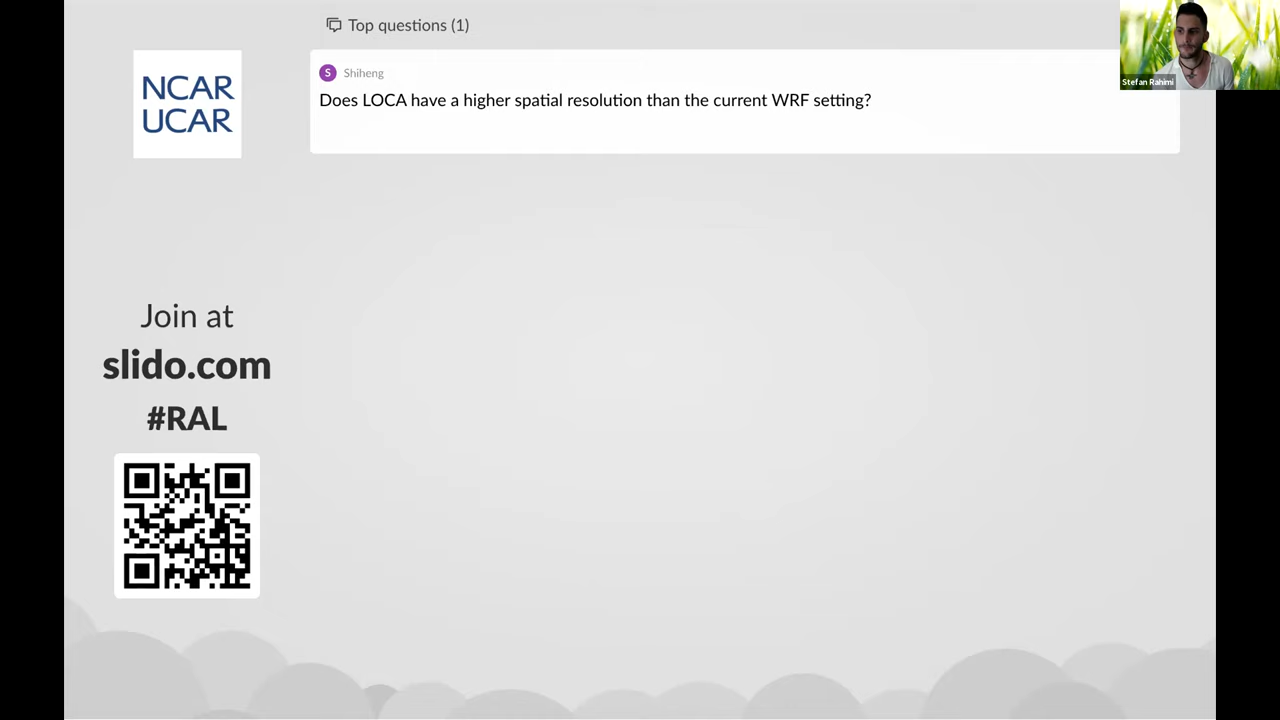 Top questions (1)
NCAR
UCAR
S Shiheng
Does LOCA have a higher spatial resolution than the current WRF setting?
Stefan Rahimi
Join at
slido.com
#RAL